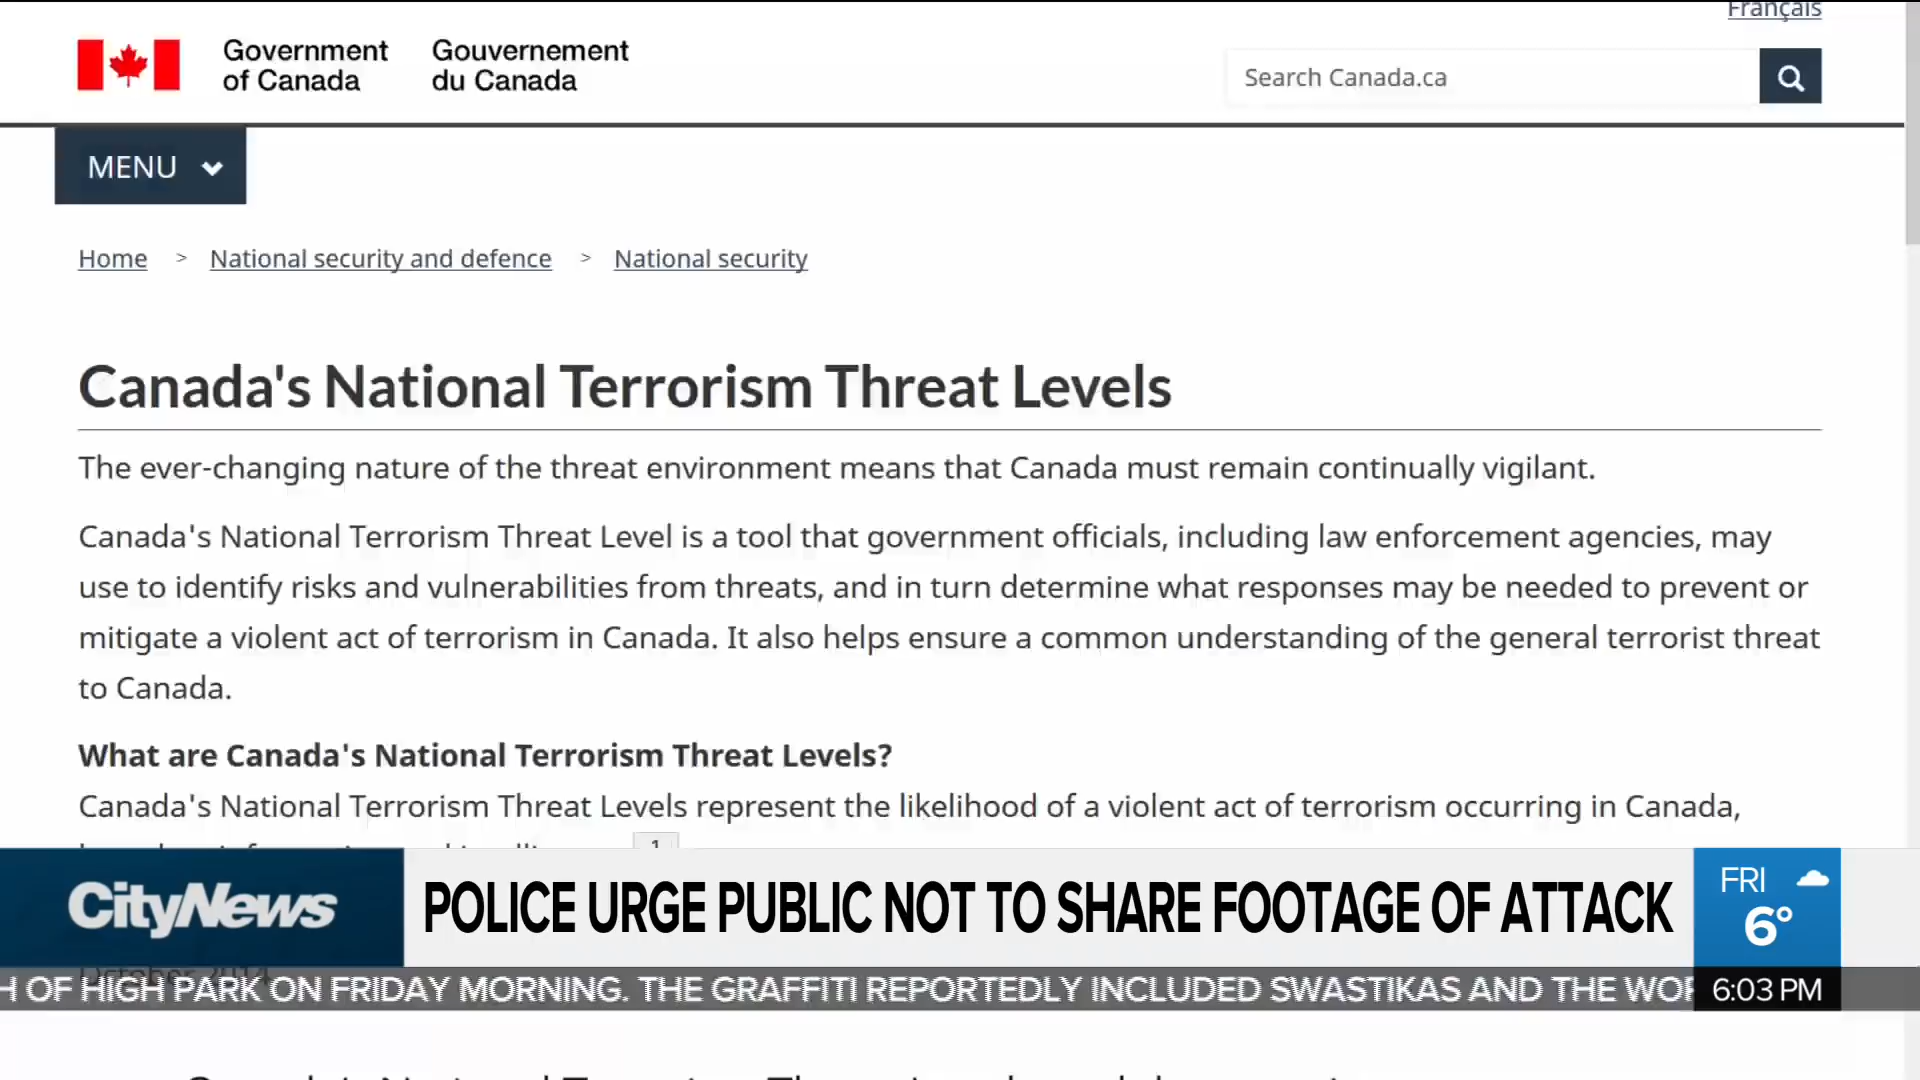 Français
Government of Canada
Gouvernement du Canada
Search Canada.ca
MENU
Home > National security and defence > National security
Canada's National Terrorism Threat Levels
The ever-changing nature of the threat environment means that Canada must remain continually vigilant.
Canada's National Terrorism Threat Level is a tool that government officials, including law enforcement agencies, may
use to identify risks and vulnerabilities from threats, and in turn determine what responses may be needed to prevent or
mitigate a violent act of terrorism in Canada. It also helps ensure a common understanding of the general terrorist threat
to Canada.
What are Canada's National Terrorism Threat Levels?
Canada's National Terrorism Threat Levels represent the likelihood of a violent act of terrorism occurring in Canada,
1
CityNews
POLICE URGE PUBLIC NOT TO SHARE FOOTAGE OF ATTACK
FRI
6°
October 2014
H OF HIGH PARK ON FRIDAY MORNING. THE GRAFFITI REPORTEDLY INCLUDED SWASTIKAS AND THE WOR
6:03 PM